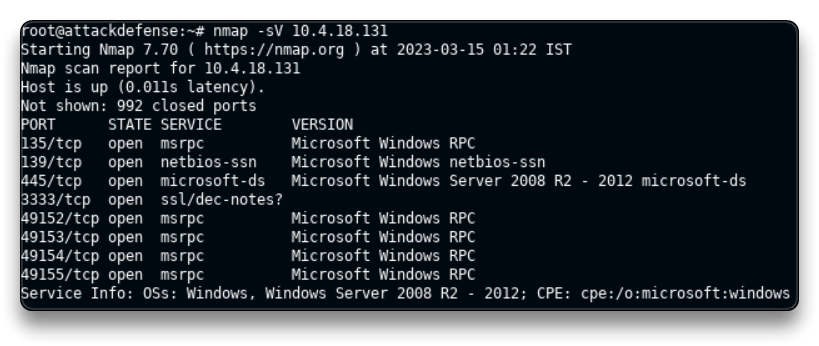 root@attackdefense:~# nmap -sV 10.4.18.131
Starting Nmap 7.70 ( https://nmap.org ) at 2023-03-15 01:22 IST
Nmap scan report for 10.4.18.131
Host is up (0.011s latency).
Not shown: 992 closed ports
PORT      STATE SERVICE       VERSION
135/tcp   open  msrpc         Microsoft Windows RPC
139/tcp   open  netbios-ssn   Microsoft Windows netbios-ssn
445/tcp   open  microsoft-ds  Microsoft Windows Server 2008 R2 - 2012 microsoft-ds
3333/tcp  open  ssl/dec-notes?
49152/tcp open  msrpc         Microsoft Windows RPC
49153/tcp open  msrpc         Microsoft Windows RPC
49154/tcp open  msrpc         Microsoft Windows RPC
49155/tcp open  msrpc         Microsoft Windows RPC
Service Info: OSs: Windows, Windows Server 2008 R2 - 2012; CPE: cpe:/o:microsoft:windows